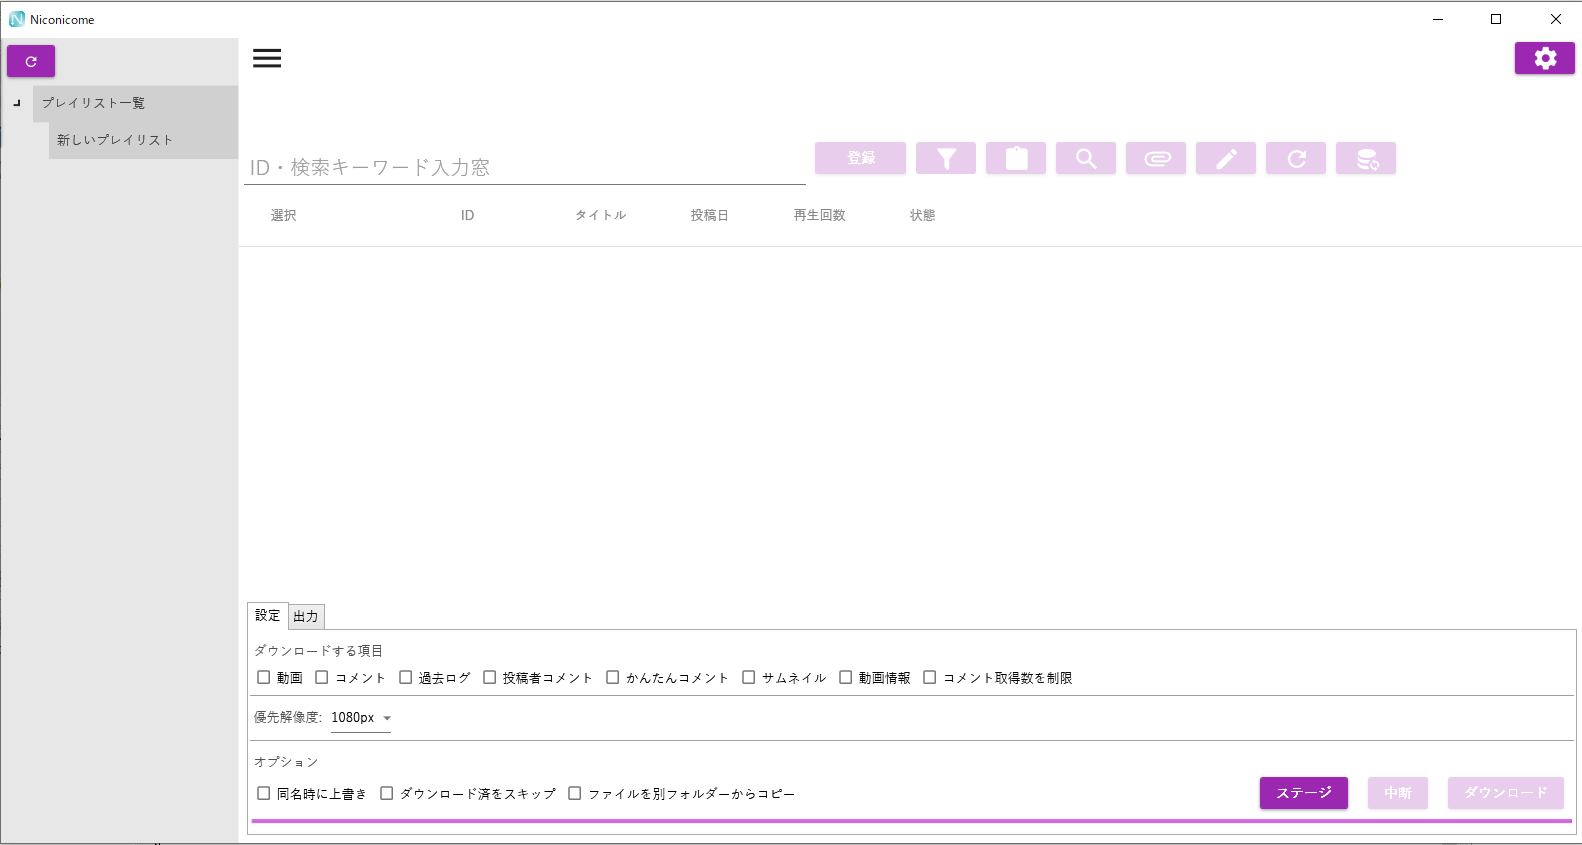 Niconicome
プレイリスト一覧
新しいプレイリスト
ID・検索キーワード入力窓
登録
選択 ID タイトル 投稿日 再生回数 状態
設定 出力
ダウンロードする項目
動画 コメント 過去ログ 投稿者コメント かんたんコメント サムネイル 動画情報 コメント取得数を制限
優先解像度: 1080px
オプション
同名時に上書き ダウンロード済をスキップ ファイルを別フォルダーからコピー
ステージ 中断 ダウンロード